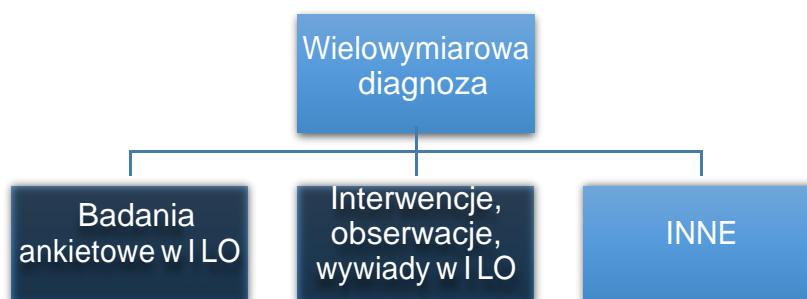 Wielowymiarowa
diagnoza
Badania
ankietowe w I LO
Interwencje,
obserwacje,
wywiady w I LO
INNE